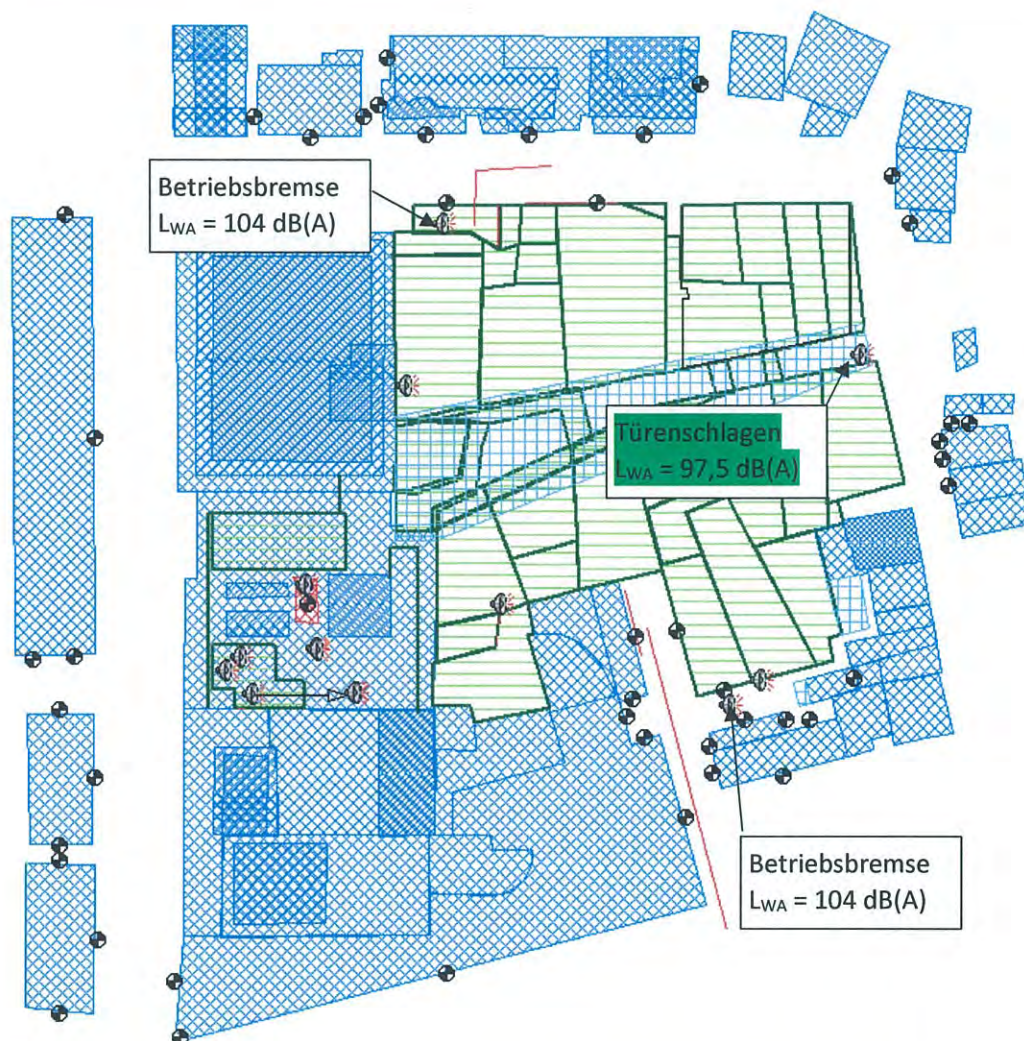 Betriebsbremse
LWA = 104 dB(A)
Türenschlagen
LWA = 97,5 dB(A)
Betriebsbremse
LWA = 104 dB(A)